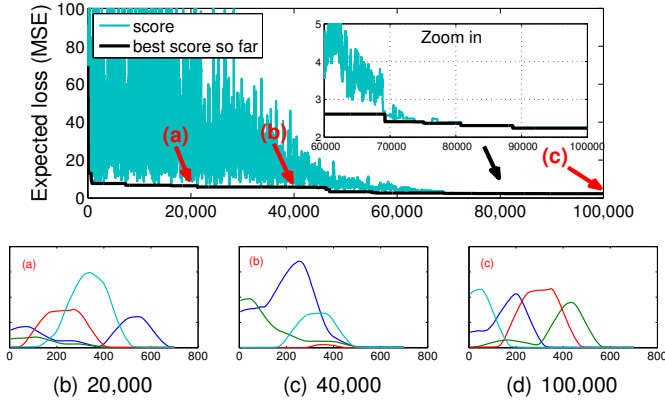 Expected loss (MSE)
100
80
60
40
20
0
score
best score so far
Zoom in
5
4
3
2
60000 70000 80000 90000 100000
(a)
(b)
(c)
0 20,000 40,000 60,000 80,000 100,000
(a)
0 200 400 600 800
(b) 20,000
(b)
0 200 400 600 800
(c) 40,000
(c)
0 200 400 600 800
(d) 100,000